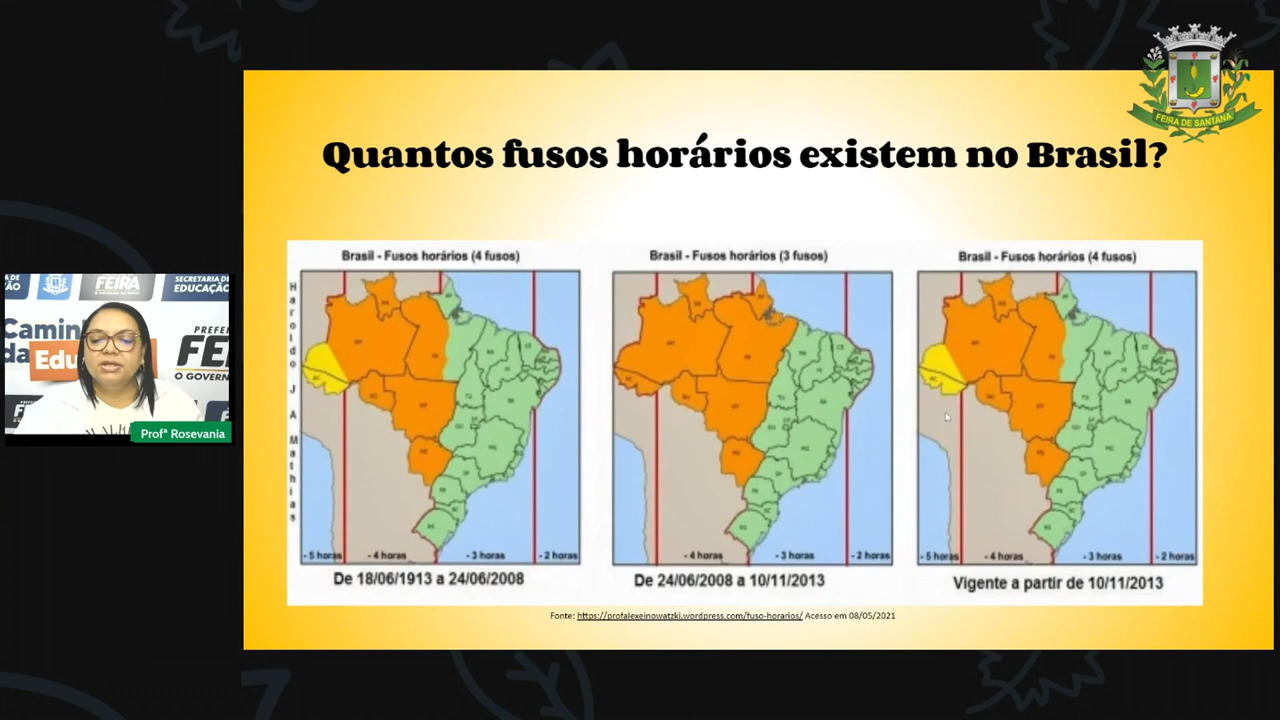 FEIRA DE SANTANA
Quantos fusos horários existem no Brasil?
Brasil - Fusos horários (4 fusos)
Brasil - Fusos horários (3 fusos)
Brasil - Fusos horários (4 fusos)
Haroldo J A Mathias
- 5 horas
- 4 horas
- 3 horas
- 2 horas
- 4 horas
- 3 horas
- 2 horas
- 5 horas
- 4 horas
- 3 horas
- 2 horas
De 18/06/1913 a 24/06/2008
De 24/06/2008 a 10/11/2013
Vigente a partir de 10/11/2013
Fonte: https://profalexeinowatzki.wordpress.com/fuso-horarios/ Acesso em 08/05/2021
FEIRA
SECRETARIA DE
EDUCAÇÃO
Camin
da
Edu
PREFE
FE
O GOVERN
Profª Rosevania